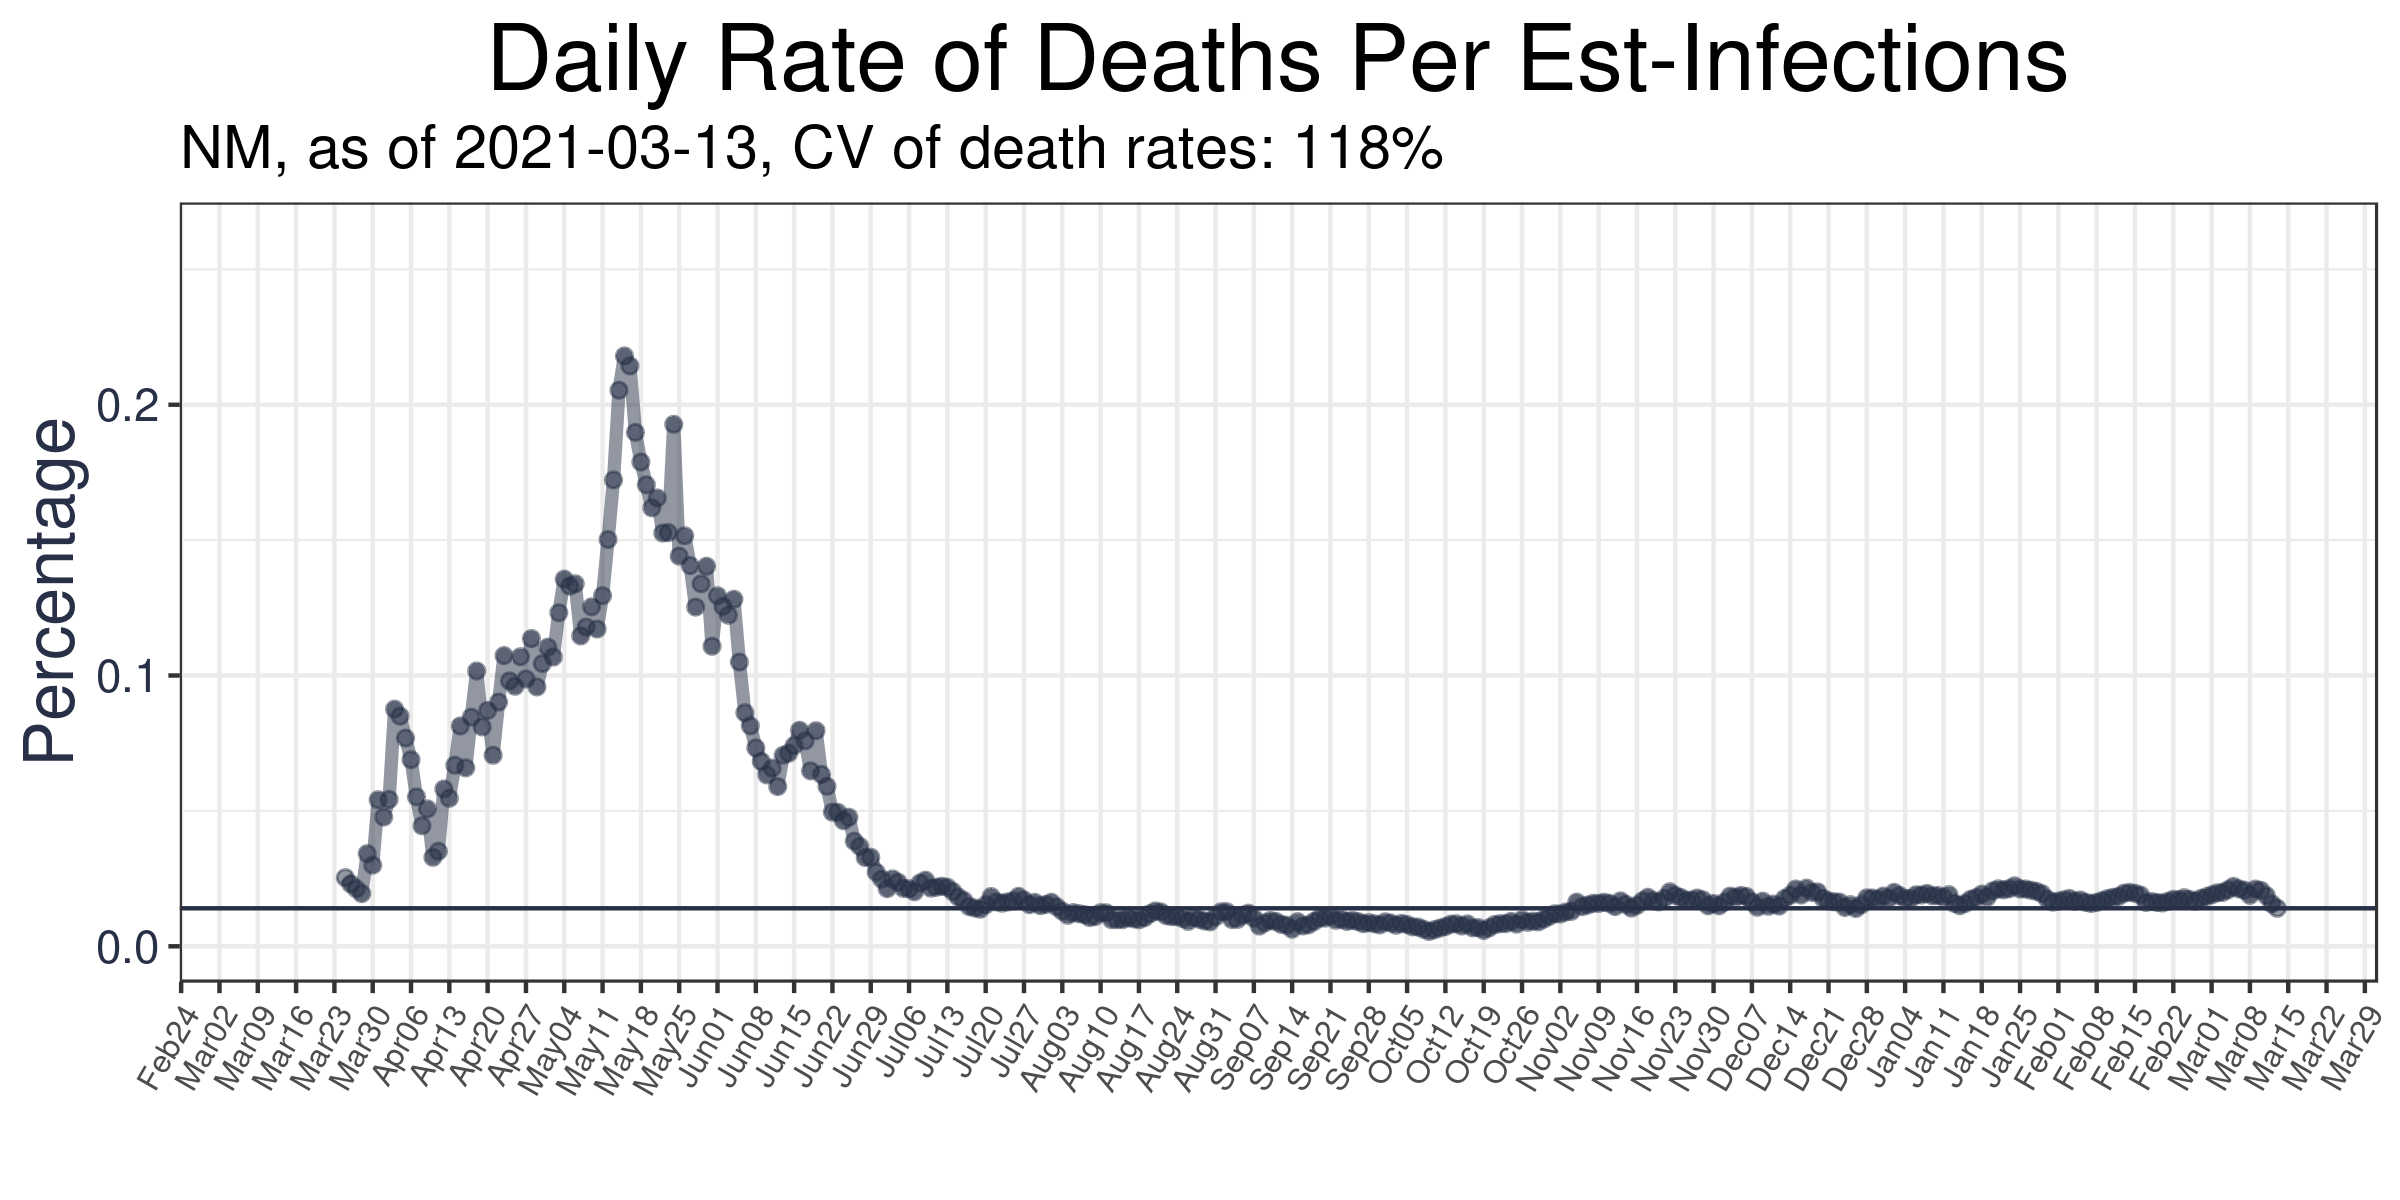 Daily Rate of Deaths Per Est-Infections
NM, as of 2021-03-13, CV of death rates: 118%
Percentage
0.2
0.1
0.0
Feb24
Mar02
Mar09
Mar16
Mar23
Mar30
Apr06
Apr13
Apr20
Apr27
May04
May11
May18
May25
Jun01
Jun08
Jun15
Jun22
Jun29
Jul06
Jul13
Jul20
Jul27
Aug03
Aug10
Aug17
Aug24
Aug31
Sep07
Sep14
Sep21
Sep28
Oct05
Oct12
Oct19
Oct26
Nov02
Nov09
Nov16
Nov23
Nov30
Dec07
Dec14
Dec21
Dec28
Jan04
Jan11
Jan18
Jan25
Feb01
Feb08
Feb15
Feb22
Mar01
Mar08
Mar15
Mar22
Mar29